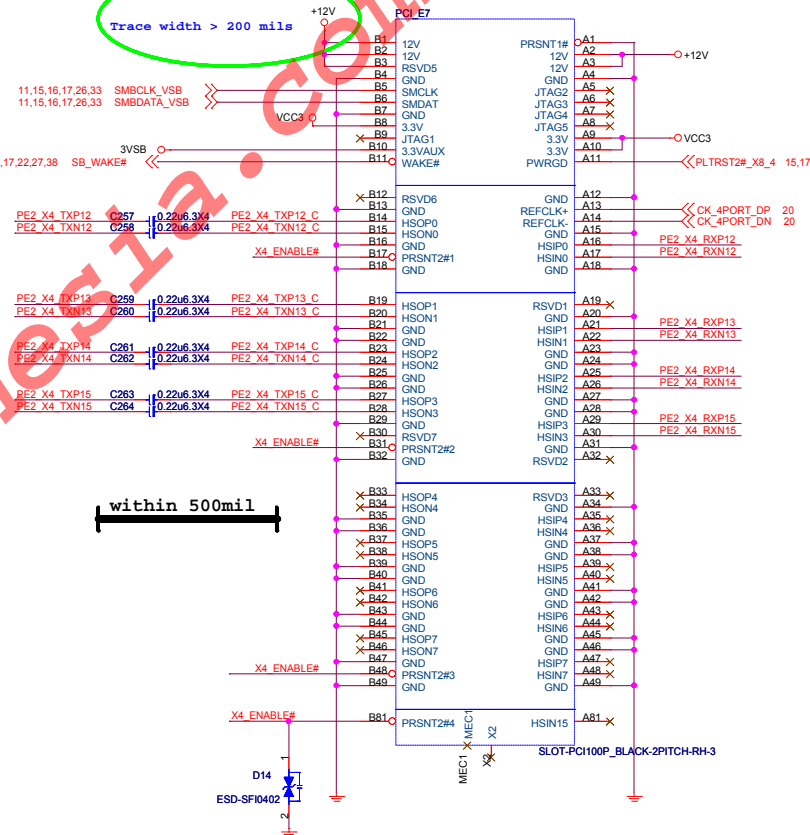 PCI_E7
+12V
Trace width > 200 mils
B1 12V PRSNT1# A1
B2 12V 12V A2 +12V
B3 RSVD5 12V A3
B4 GND GND A4
11,15,16,17,26,33 SMBCLK_VSB B5 SMCLK JTAG2 A5
11,15,16,17,26,33 SMBDATA_VSB B6 SMDAT JTAG3 A6
B7 GND JTAG4 A7
VCC3 B8 3.3V JTAG5 A8
B9 JTAG1 3.3V A9 VCC3
3VSB B10 3.3VAUX 3.3V A10
,17,22,27,38 SB_WAKE# B11 WAKE# PWRGD A11 PLTRST2#_X8_4 15,17
B12 RSVD6 GND A12
B13 GND REFCLK+ A13 CK_4PORT_DP 20
PE2_X4_TXP12 C257 0.22u6.3X4 PE2_X4_TXP12_C B14 HSOP0 REFCLK- A14 CK_4PORT_DN 20
PE2_X4_TXN12 C258 0.22u6.3X4 PE2_X4_TXN12_C B15 HSON0 GND A15
B16 GND HSIP0 A16 PE2_X4_RXP12
X4_ENABLE# B17 PRSNT2#1 HSIN0 A17 PE2_X4_RXN12
B18 GND GND A18
PE2_X4_TXP13 C259 0.22u6.3X4 PE2_X4_TXP13_C B19 HSOP1 RSVD1 A19
PE2_X4_TXN13 C260 0.22u6.3X4 PE2_X4_TXN13_C B20 HSON1 GND A20
B21 GND HSIP1 A21 PE2_X4_RXP13
B22 GND HSIN1 A22 PE2_X4_RXN13
PE2_X4_TXP14 C261 0.22u6.3X4 PE2_X4_TXP14_C B23 HSOP2 GND A23
PE2_X4_TXN14 C262 0.22u6.3X4 PE2_X4_TXN14_C B24 HSON2 GND A24
B25 GND HSIP2 A25 PE2_X4_RXP14
B26 GND HSIN2 A26 PE2_X4_RXN14
PE2_X4_TXP15 C263 0.22u6.3X4 PE2_X4_TXP15_C B27 HSOP3 GND A27
PE2_X4_TXN15 C264 0.22u6.3X4 PE2_X4_TXN15_C B28 HSON3 GND A28
B29 GND HSIP3 A29 PE2_X4_RXP15
B30 RSVD7 HSIN3 A30 PE2_X4_RXN15
X4_ENABLE# B31 PRSNT2#2 GND A31
B32 GND RSVD2 A32
B33 HSOP4 RSVD3 A33
within 500mil B34 HSON4 GND A34
B35 GND HSIP4 A35
B36 GND HSIN4 A36
B37 HSOP5 GND A37
B38 HSON5 GND A38
B39 GND HSIP5 A39
B40 GND HSIN5 A40
B41 HSOP6 GND A41
B42 HSON6 GND A42
B43 GND HSIP6 A43
B44 GND HSIN6 A44
B45 HSOP7 GND A45
B46 HSON7 GND A46
B47 GND HSIP7 A47
X4_ENABLE# B48 PRSNT2#3 HSIN7 A48
B49 GND GND A49
X4_ENABLE# B81 PRSNT2#4 HSIN15 A81
MEC1 X2
MEC1 X2
SLOT-PCI100P_BLACK-2PITCH-RH-3
1
D14
ESD-SFI0402
2
esia.com